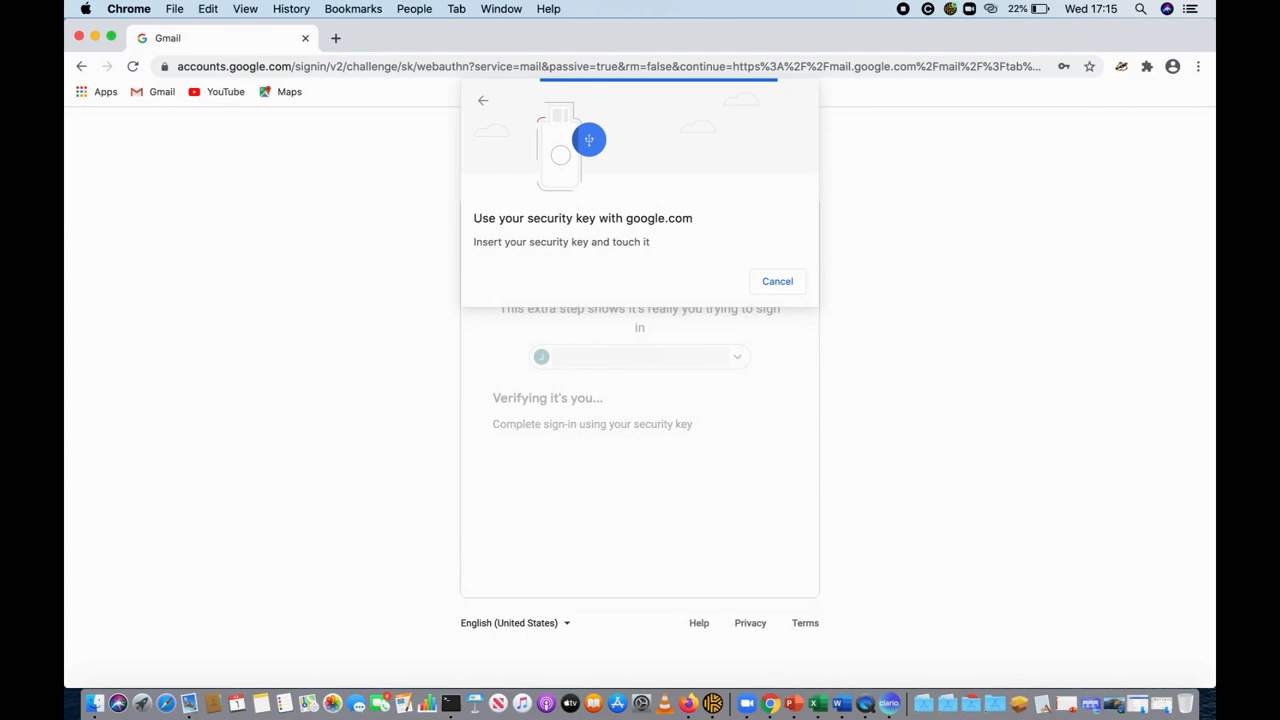 Chrome File Edit View History Bookmarks People Tab Window Help 22% Wed 17:15
Gmail
accounts.google.com/signin/v2/challenge/sk/webauthn?service=mail&passive=true&rm=false&continue=https%3A%2F%2Fmail.google.com%2Fmail%2F%3Ftab%...
Apps Gmail YouTube Maps
Use your security key with google.com
Insert your security key and touch it
Cancel
This extra step shows it's really you trying to sign
in
J
Verifying it's you...
Complete sign-in using your security key
English (United States) Help Privacy Terms